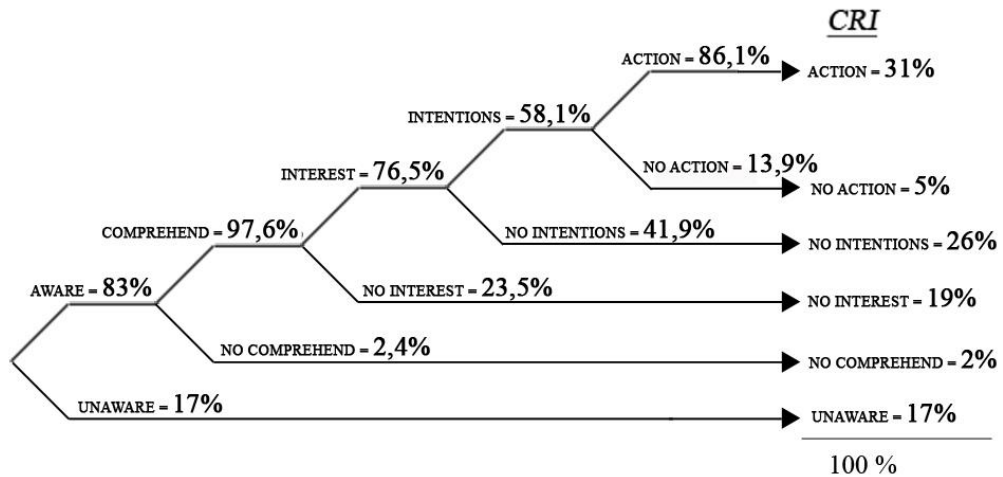 CRI
ACTION = 86,1%
ACTION = 31%
INTENTIONS = 58,1%
NO ACTION = 13,9%
NO ACTION = 5%
INTEREST = 76,5%
COMPREHEND = 97,6%
NO INTENTIONS = 41,9%
NO INTENTIONS = 26%
AWARE = 83%
NO INTEREST = 23,5%
NO INTEREST = 19%
NO COMPREHEND = 2,4%
NO COMPREHEND = 2%
UNAWARE = 17%
UNAWARE = 17%
100 %